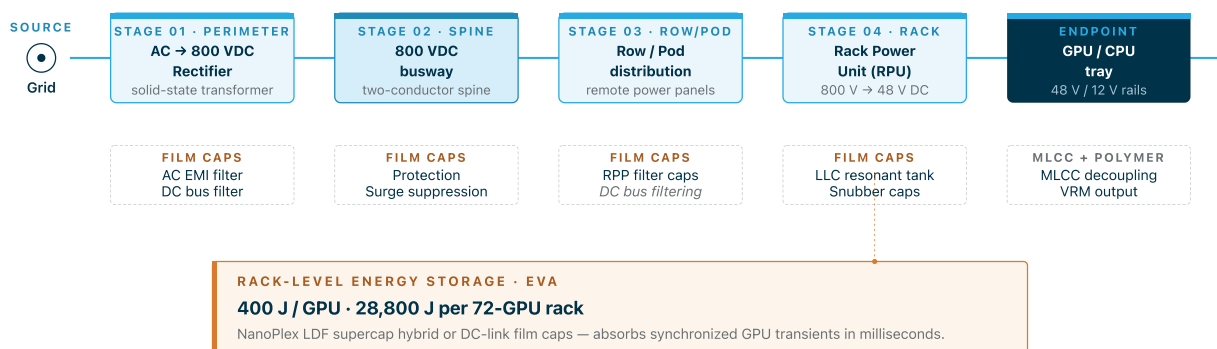 SOURCE
Grid
STAGE 01 · PERIMETER
AC → 800 VDC
Rectifier
solid-state transformer
STAGE 02 · SPINE
800 VDC
busway
two-conductor spine
STAGE 03 · ROW/POD
Row / Pod
distribution
remote power panels
STAGE 04 · RACK
Rack Power
Unit (RPU)
800 V → 48 V DC
ENDPOINT
GPU / CPU
tray
48 V / 12 V rails
FILM CAPS
AC EMI filter
DC bus filter
FILM CAPS
Protection
Surge suppression
FILM CAPS
RPP filter caps
DC bus filtering
FILM CAPS
LLC resonant tank
Snubber caps
MLCC + POLYMER
MLCC decoupling
VRM output
RACK-LEVEL ENERGY STORAGE · EVA
400 J / GPU · 28,800 J per 72-GPU rack
NanoPlex LDF supercap hybrid or DC-link film caps — absorbs synchronized GPU transients in milliseconds.